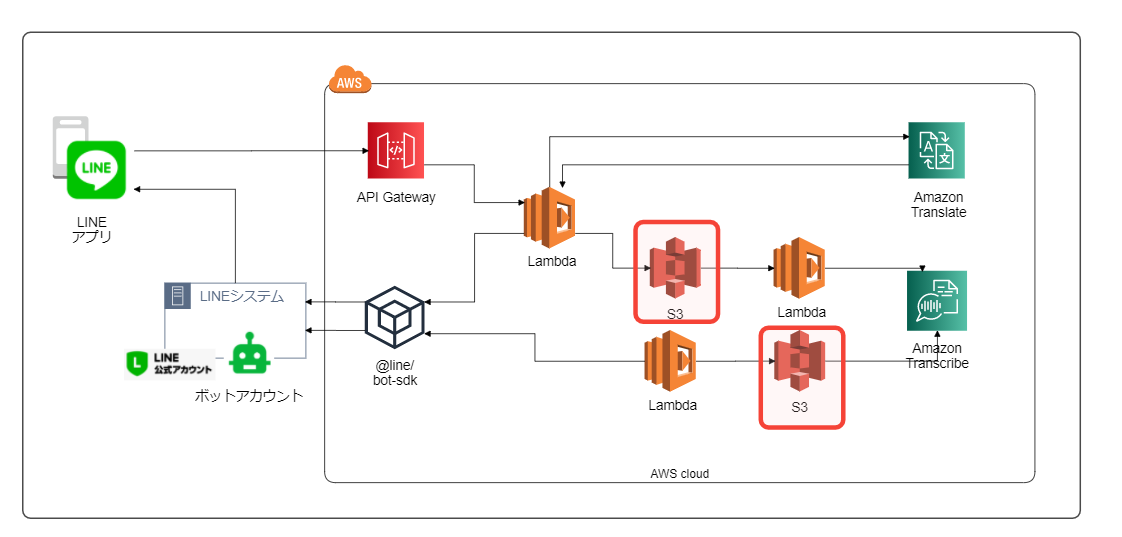 AWS
LINE
LINE
アプリ
API Gateway
Lambda
Amazon
Translate
S3
Lambda
Amazon
Transcribe
LINEシステム
LINE
公式アカウント
ボットアカウント
@line/
bot-sdk
Lambda
S3
AWS cloud